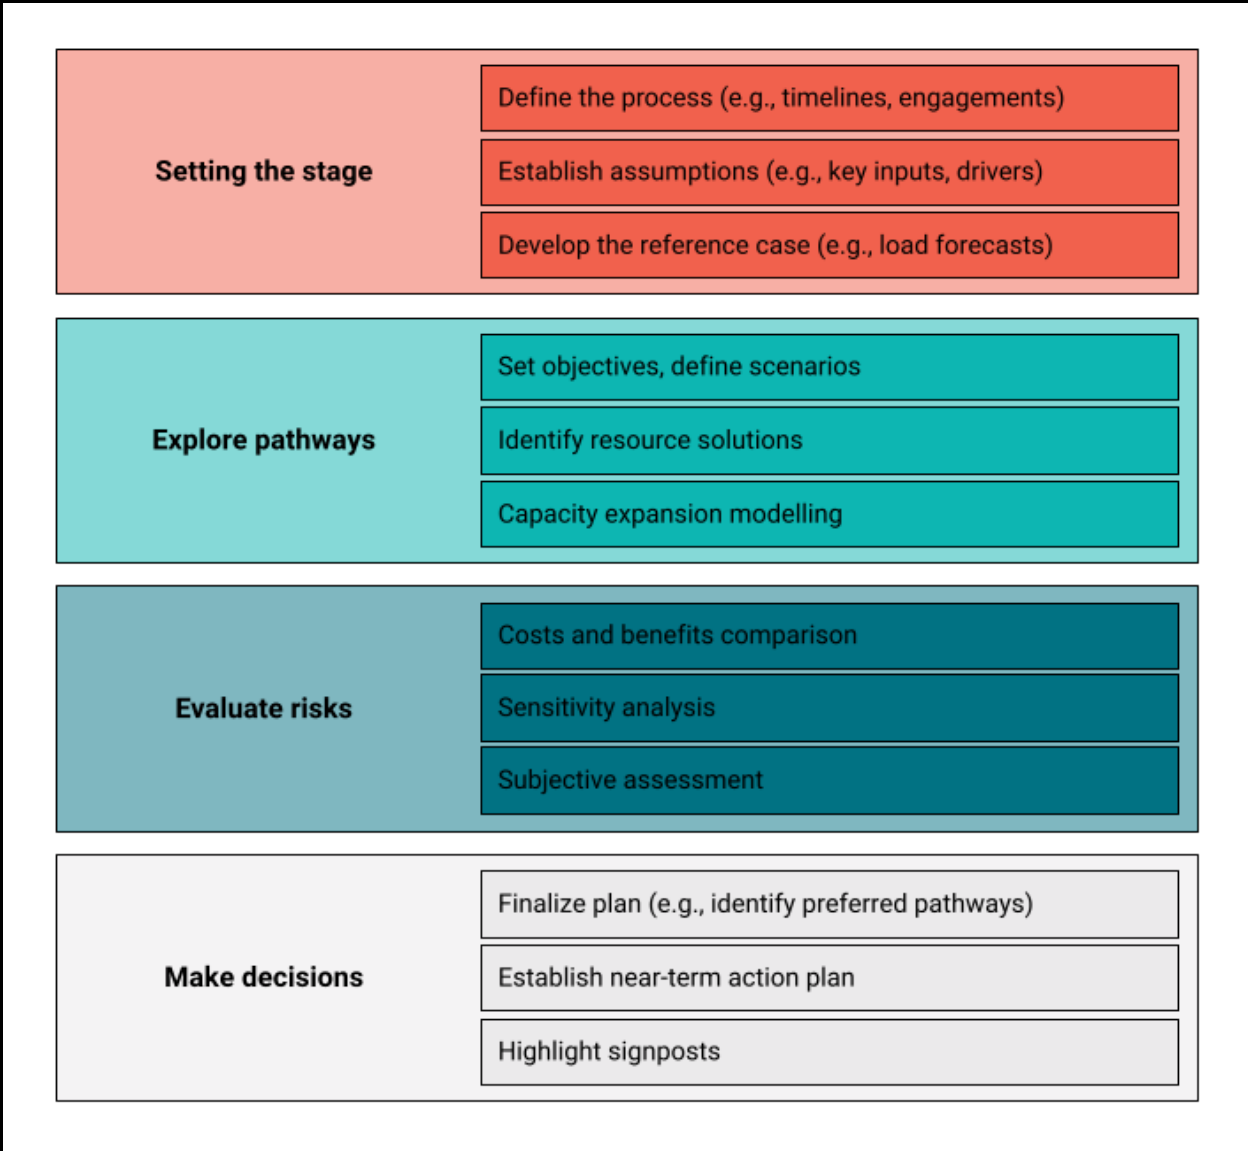 Setting the stage
Define the process (e.g., timelines, engagements)
Establish assumptions (e.g., key inputs, drivers)
Develop the reference case (e.g., load forecasts)
Explore pathways
Set objectives, define scenarios
Identify resource solutions
Capacity expansion modelling
Evaluate risks
Costs and benefits comparison
Sensitivity analysis
Subjective assessment
Make decisions
Finalize plan (e.g., identify preferred pathways)
Establish near-term action plan
Highlight signposts